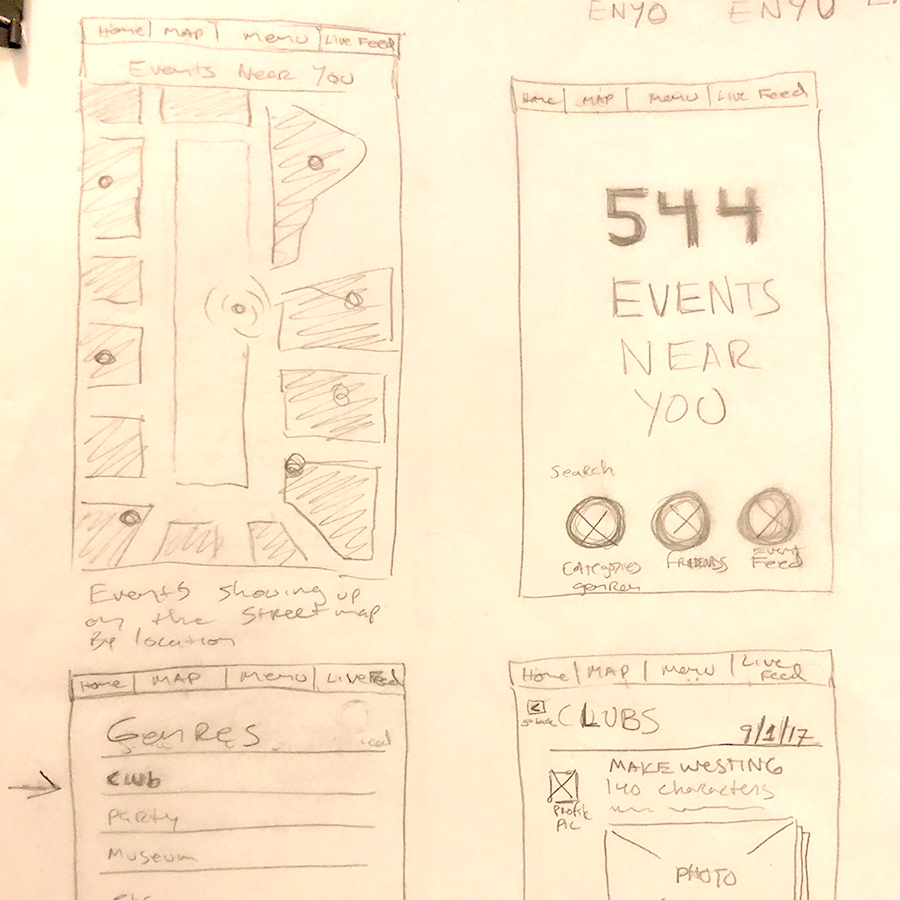 ENYO ENYU
Home MAP Menu Live Feed
Events Near You
Events showing up
on the Street map
By location
Home MAP Menu Live Feed
544
EVENTS
NEAR
YOU
Search
Categories
genres
FRIENDS
EVENT
Feed
Home MAP Menu Live Feed
Genres
Club
Party
Museum
etc
Home MAP Menu Live
Feed
go back CLUBS
9/1/17
MAKE WESTING
140 characters
Profile
Pic
PHOTO